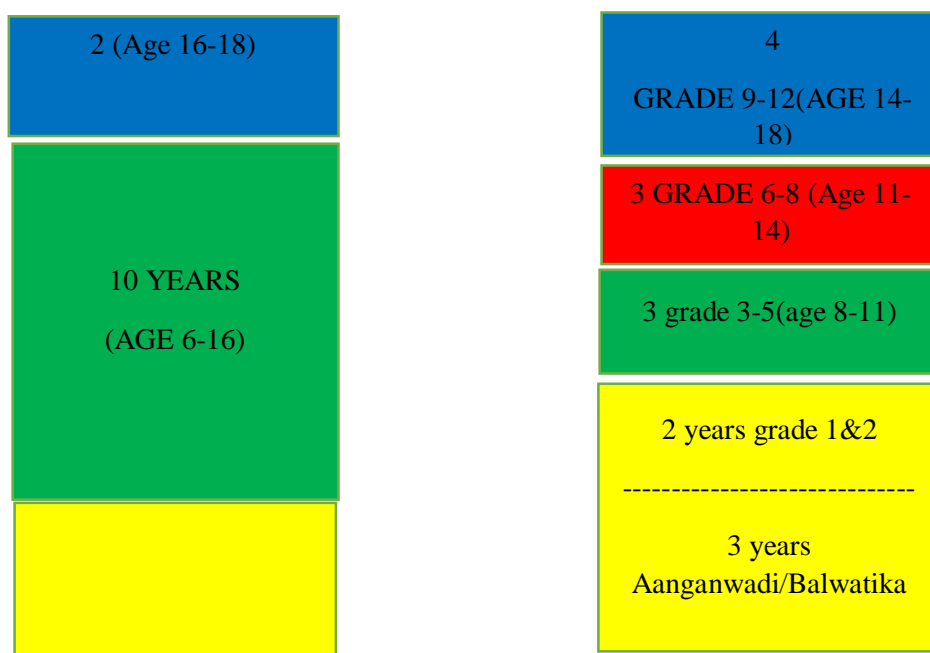 2 (Age 16-18)
10 YEARS
(AGE 6-16)
4
GRADE 9-12(AGE 14-
18)
3 GRADE 6-8 (Age 11-
14)
3 grade 3-5(age 8-11)
2 years grade 1&2
------------------------------
3 years
Aanganwadi/Balwatika